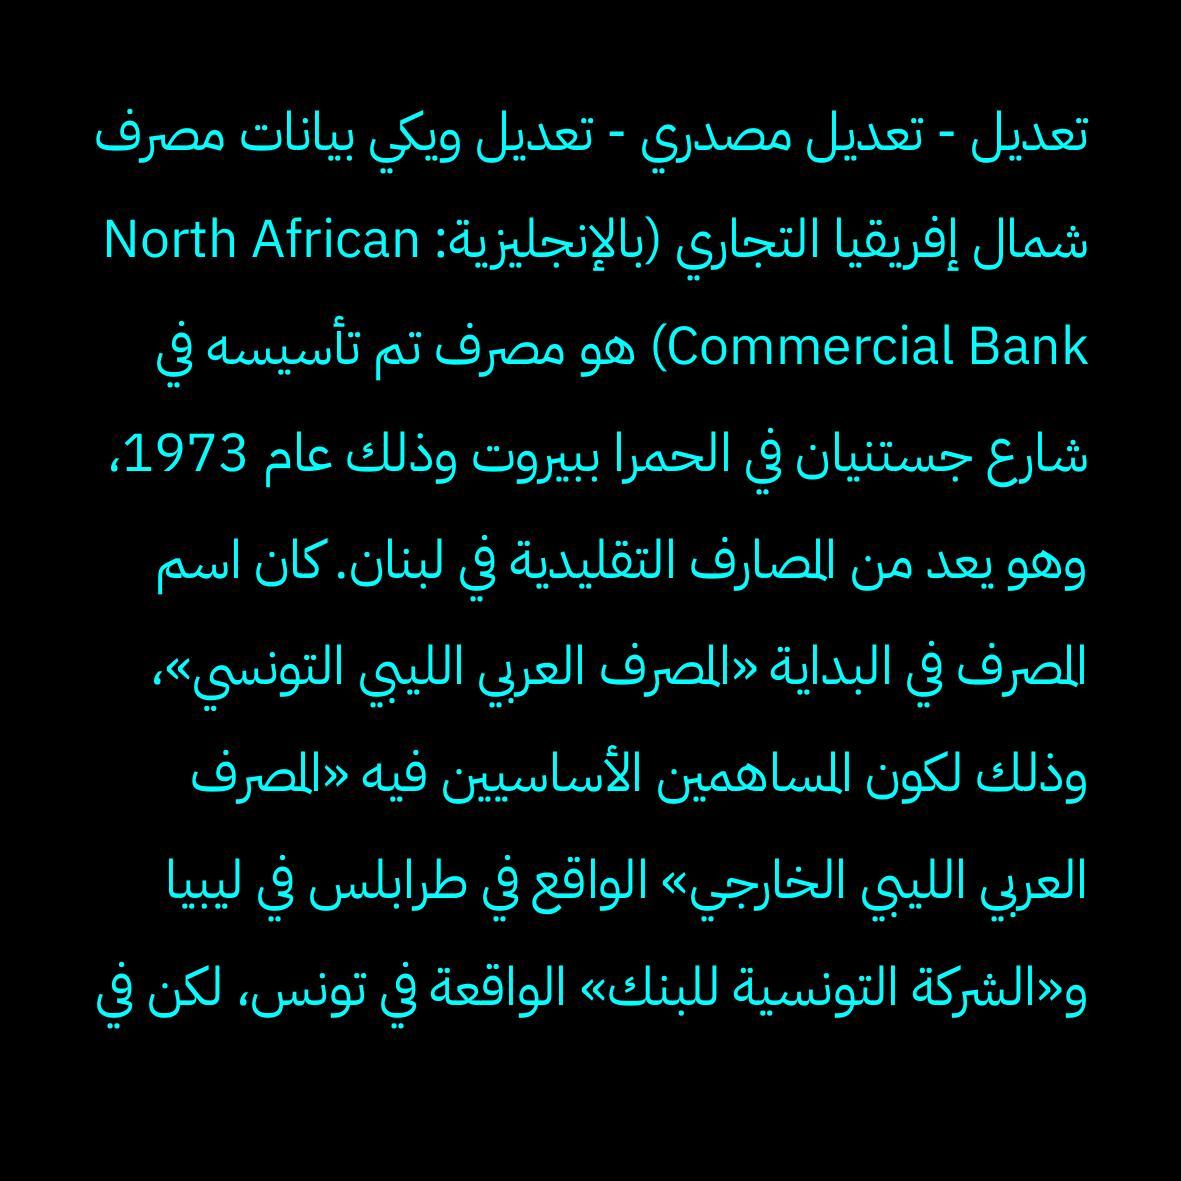 تعديل - تعديل مصدري - تعديل ويكي بيانات مصرف
شمال إفريقيا التجاري (بالإنجليزية: North African
Commercial Bank) هو مصرف تم تأسيسه في
شارع جستنيان في الحمرا ببيروت وذلك عام 1973،
وهو يعد من المصارف التقليدية في لبنان. كان اسم
المصرف في البداية «المصرف العربي الليبي التونسي»،
وذلك لكون المساهمين الأساسيين فيه «المصرف
العربي الليبي الخارجي» الواقع في طرابلس في ليبيا
و«الشركة التونسية للبنك» الواقعة في تونس، لكن في